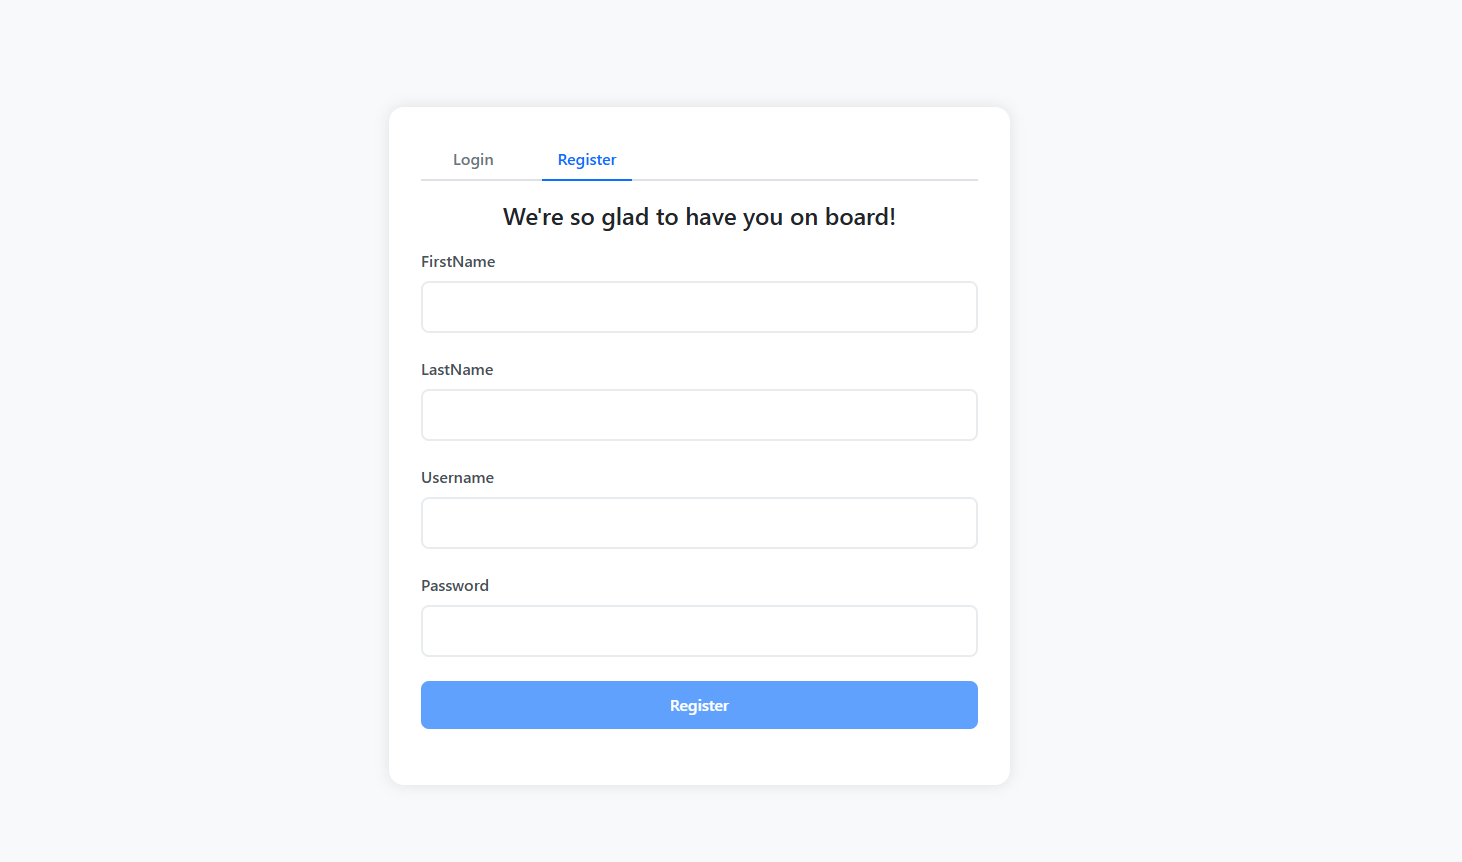 Login Register
We're so glad to have you on board!
FirstName
LastName
Username
Password
Register